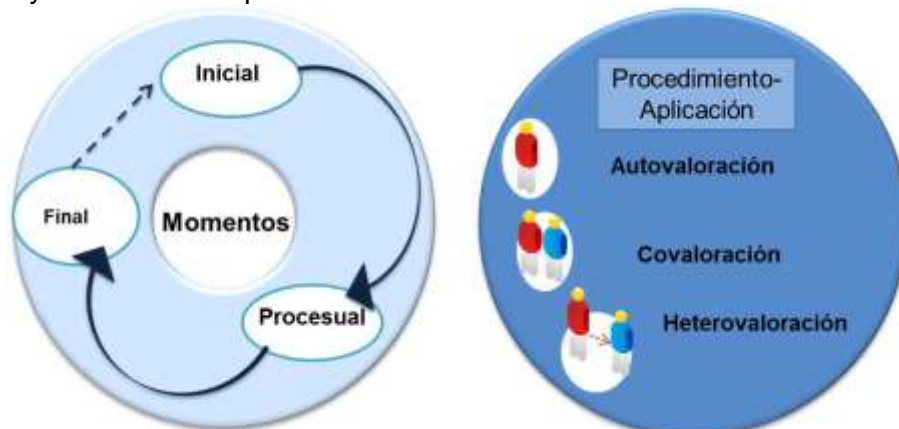 Inicial
Final
Momentos
Procesual
Procedimiento-
Aplicación
Autovaloración
Covaloración
Heterovaloración